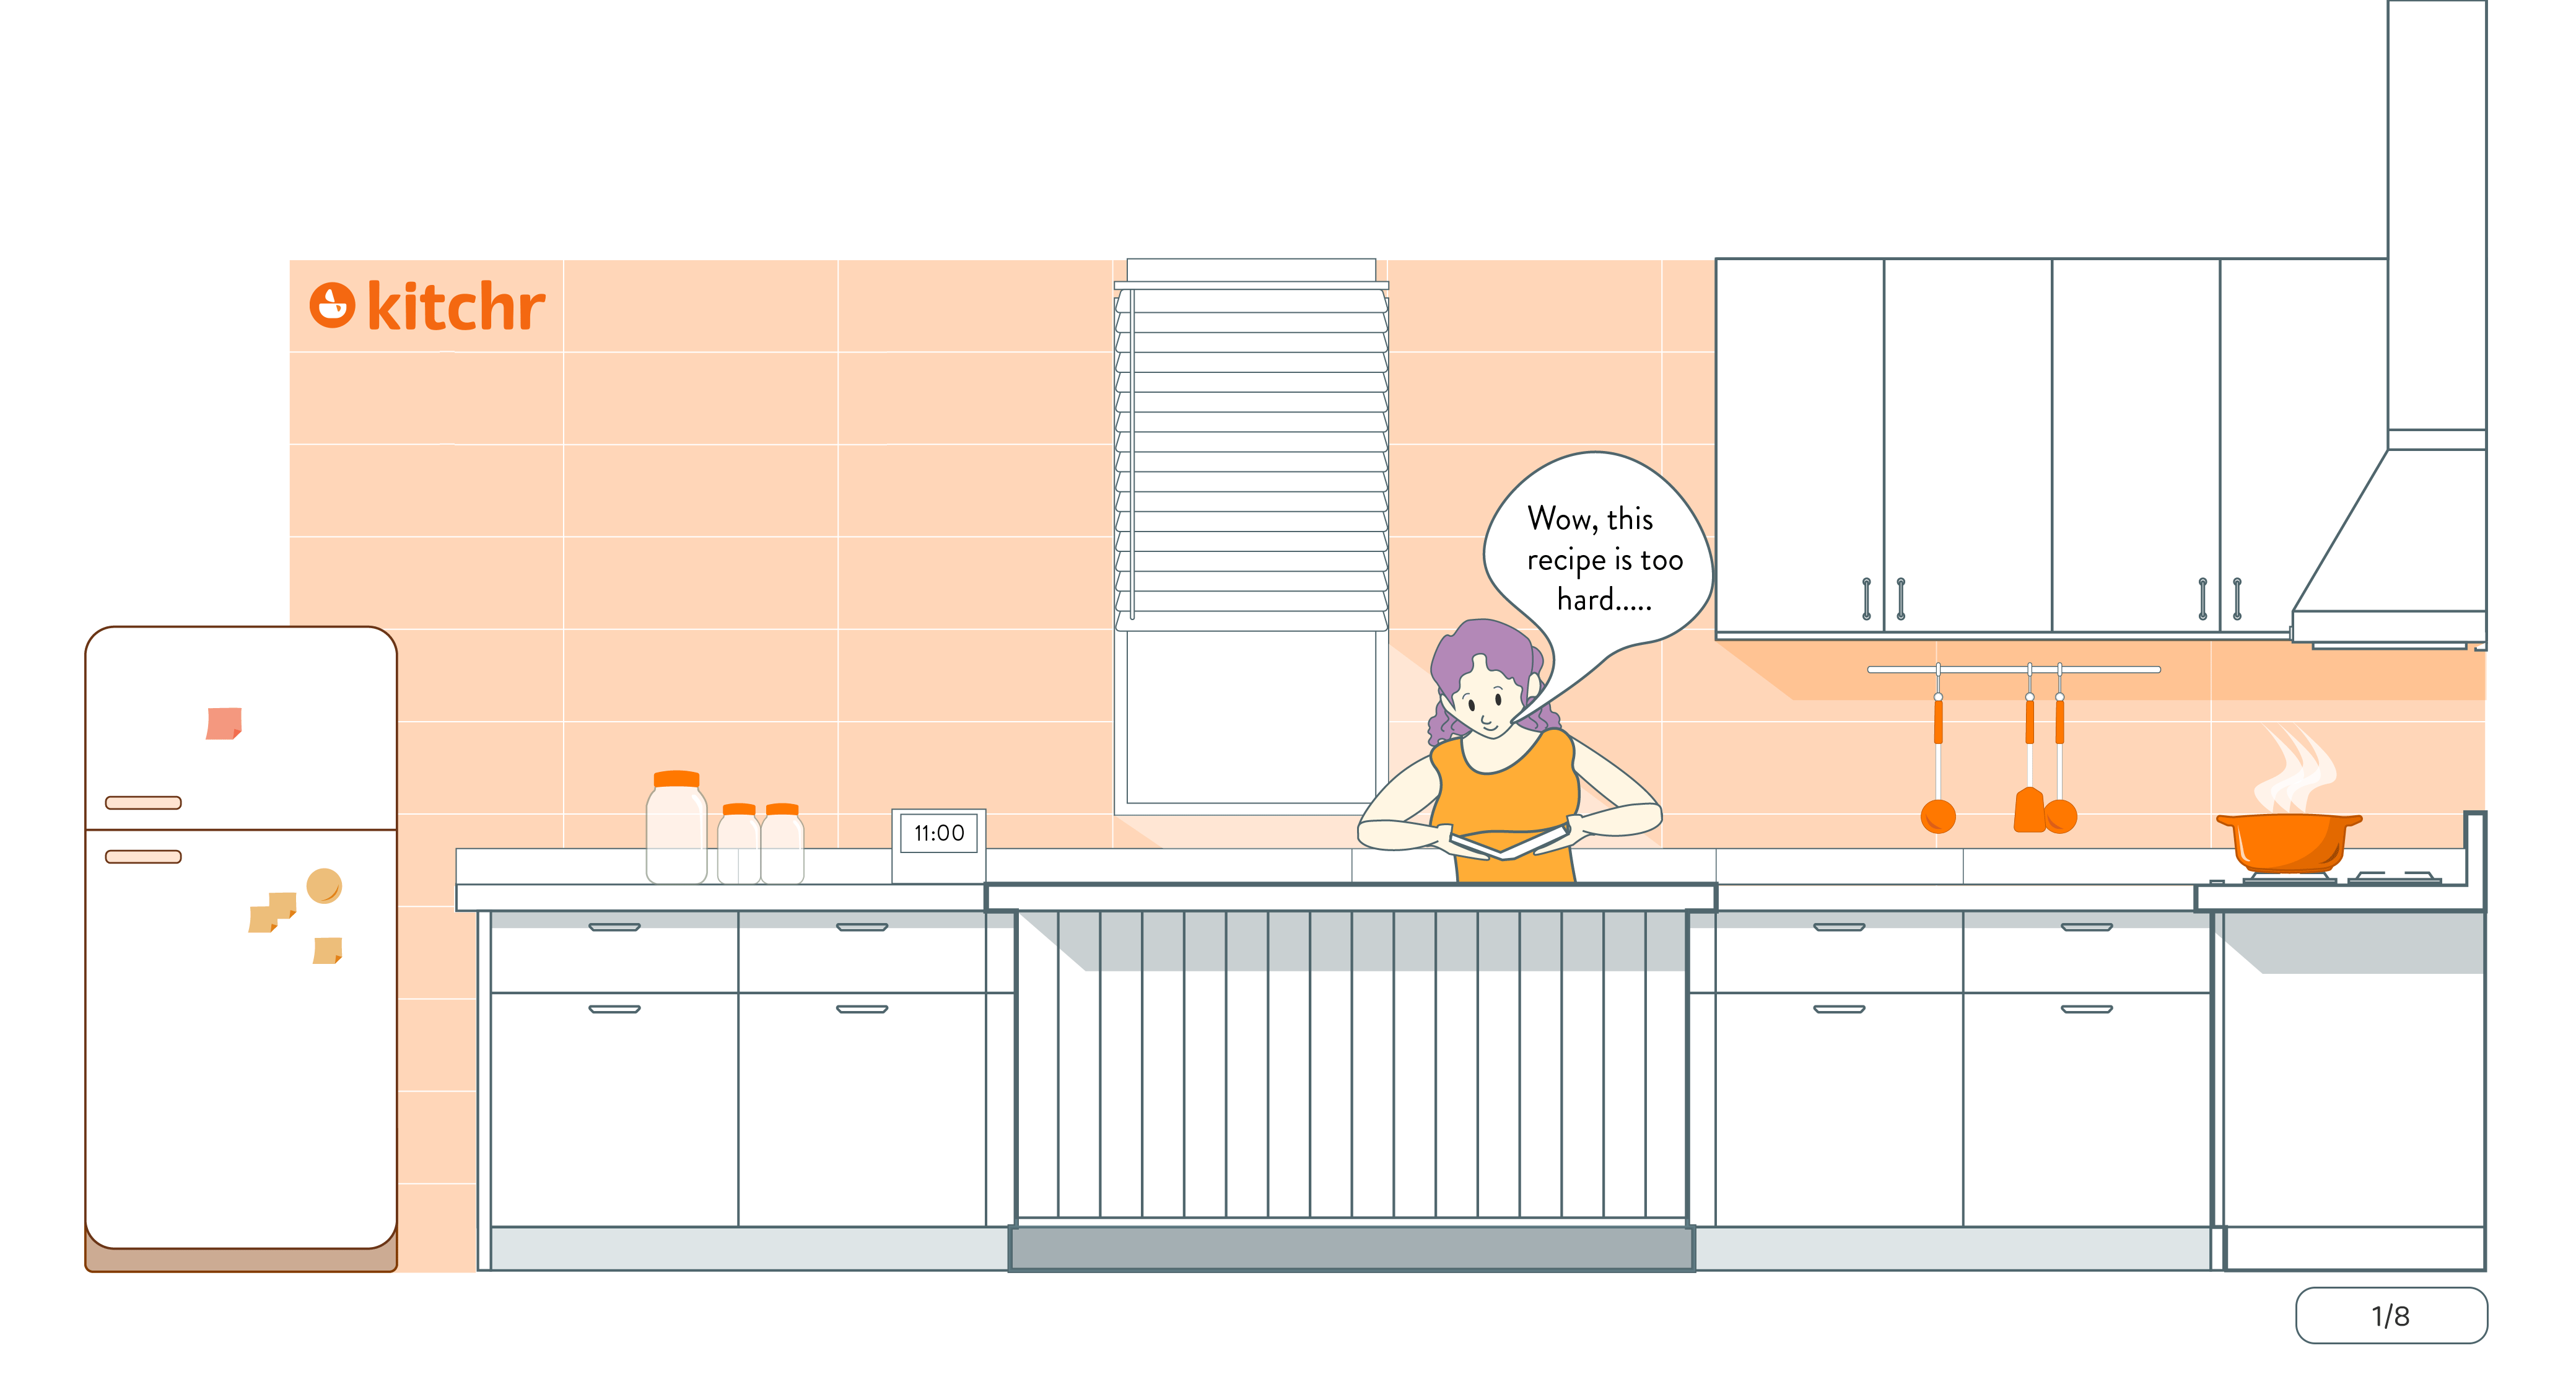 kitchr
Wow, this
recipe is too
hard.....
11:00
1/8